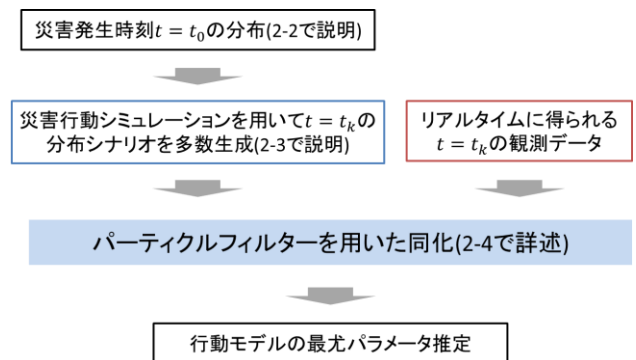 災害発生時刻t = t₀の分布(2-2で説明)
災害行動シミュレーションを用いてt = tₖの
分布シナリオを多数生成(2-3で説明)
リアルタイムに得られる
t = tₖの観測データ
パーティクルフィルターを用いた同化(2-4で詳述)
行動モデルの最尤パラメータ推定